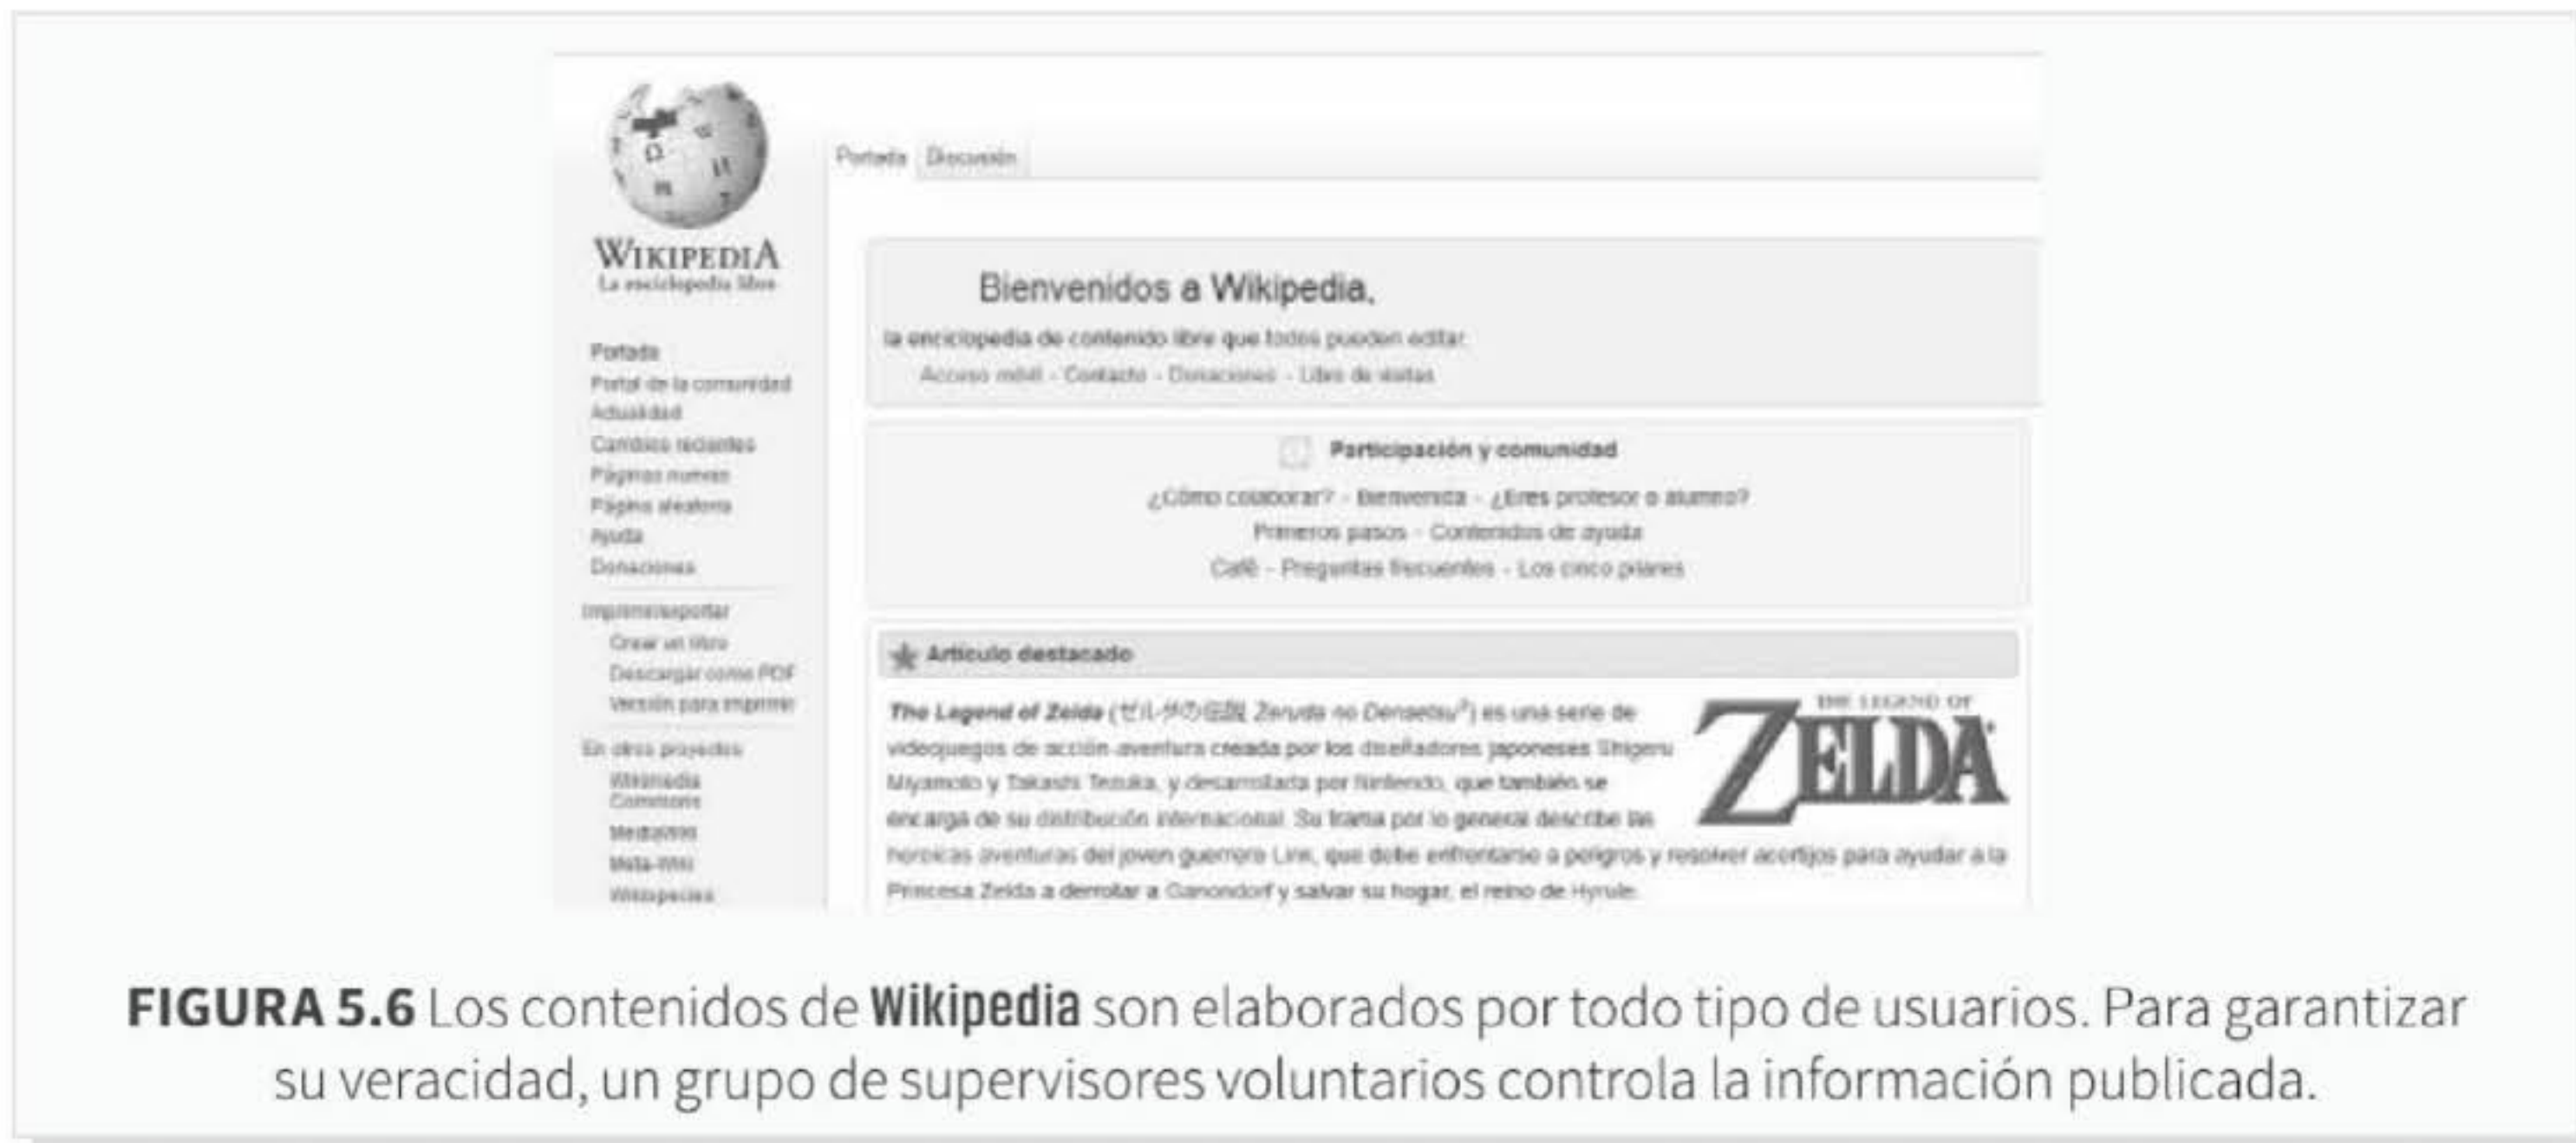 WIKIPEDIA
La enciclopedia libre
Portada
Portal de la comunidad
Actualidad
Cambios recientes
Páginas nuevas
Página aleatoria
Ayuda
Donaciones
Imprimir/exportar
Crear un libro
Descargar como PDF
Versión para imprimir
En otros proyectos
Wikimedia
Commons
MediaWiki
Meta-Wiki
Wikispecies
Portada Discusión
Bienvenidos a Wikipedia,
la enciclopedia de contenido libre que todos pueden editar.
Acceso móvil - Contacto - Donaciones - Libro de visitas
Participación y comunidad
¿Cómo colaborar? - Bienvenida - ¿Eres profesor o alumno?
Primeros pasos - Contenidos de ayuda
Café - Preguntas frecuentes - Los cinco pilares
Artículo destacado
The Legend of Zelda (ゼルダの伝説 Zeruda no Densetsu) es una serie de
videojuegos de acción-aventura creada por los diseñadores japoneses Shigeru
Miyamoto y Takashi Tezuka, y desarrollada por Nintendo, que también se
encarga de su distribución internacional. Su trama por lo general describe las
heroicas aventuras del joven guerrero Link, que debe enfrentarse a peligros y resolver acertijos para ayudar a la
Princesa Zelda a derrotar a Ganondorf y salvar su hogar, el reino de Hyrule.
THE LEGEND OF
ZELDA
FIGURA 5.6 Los contenidos de Wikipedia son elaborados por todo tipo de usuarios. Para garantizar
su veracidad, un grupo de supervisores voluntarios controla la información publicada.